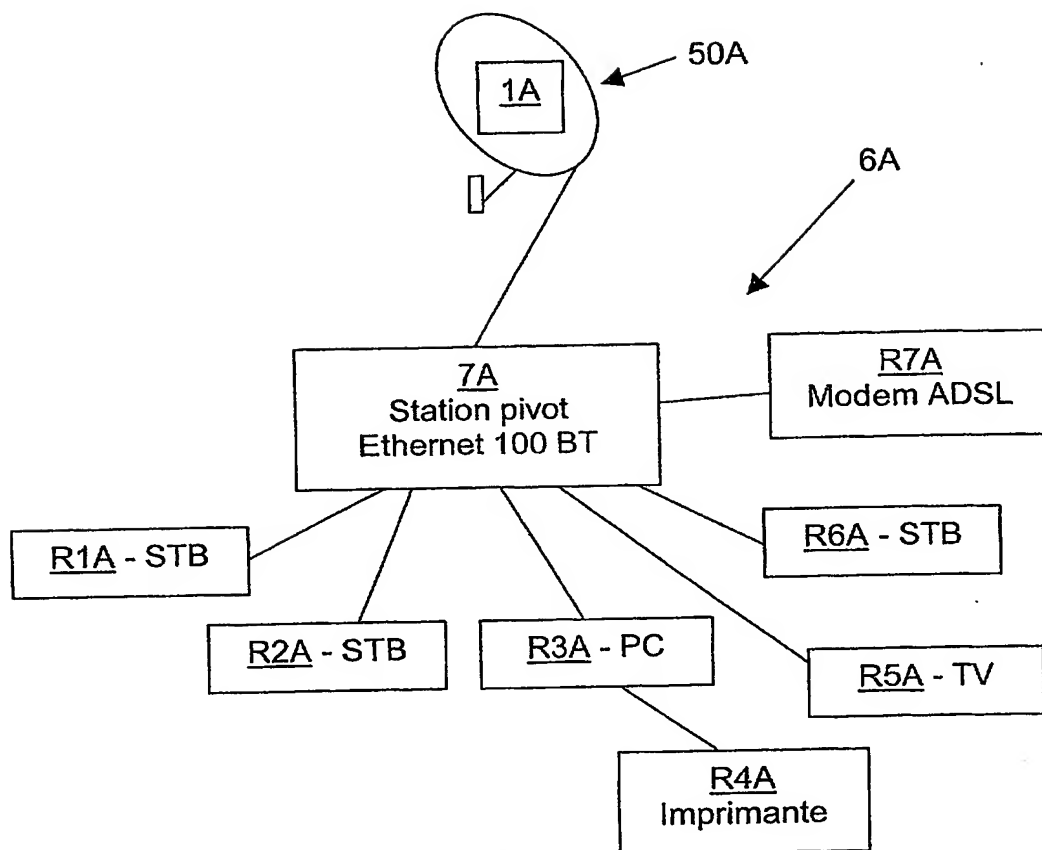 50A
1A
6A
7A
Station pivot
Ethernet 100 BT
R7A
Modem ADSL
R1A - STB
R6A - STB
R2A - STB
R3A - PC
R5A - TV
R4A
Imprimante